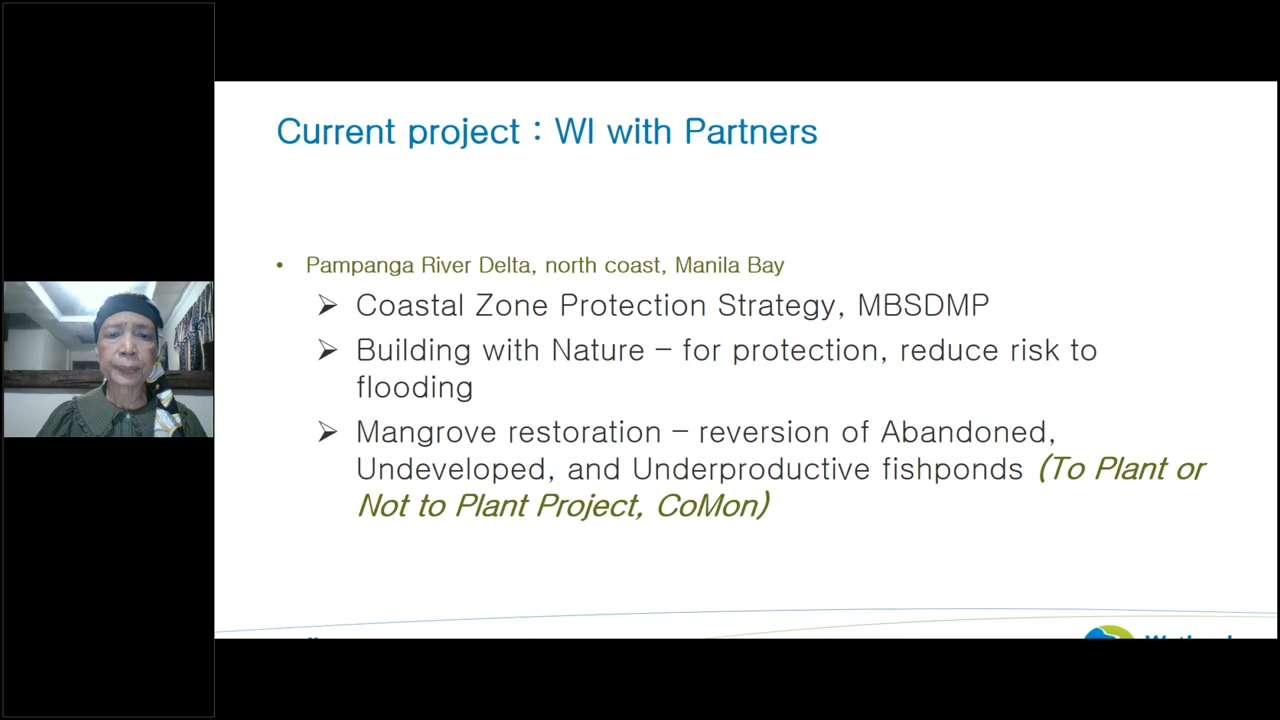 Current project : WI with Partners
• Pampanga River Delta, north coast, Manila Bay
➢ Coastal Zone Protection Strategy, MBSDMP
➢ Building with Nature – for protection, reduce risk to
flooding
➢ Mangrove restoration – reversion of Abandoned,
Undeveloped, and Underproductive fishponds (To Plant or
Not to Plant Project, CoMon)